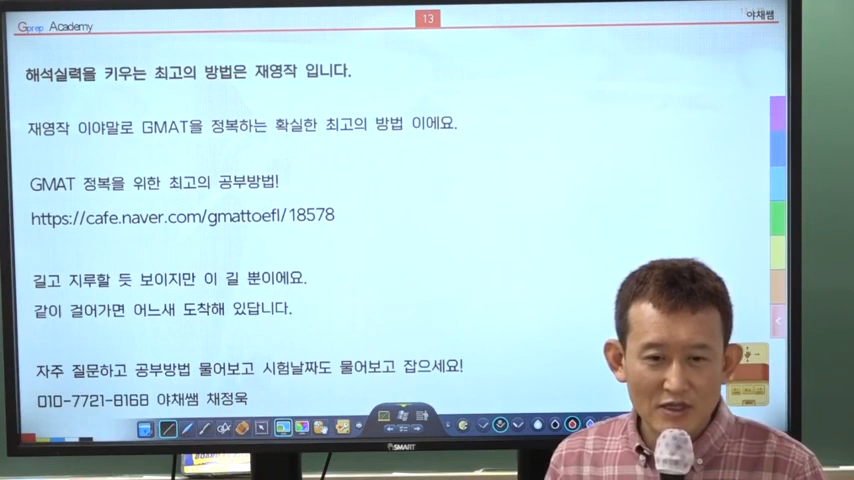 Gprep Academy
13
야채쌤
해석실력을 키우는 최고의 방법은 재영작 입니다.
재영작 이야말로 GMAT을 정복하는 확실한 최고의 방법 이에요.
GMAT 정복을 위한 최고의 공부방법!
https://cafe.naver.com/gmattoefl/18578
길고 지루할 듯 보이지만 이 길 뿐이에요.
같이 걸어가면 어느새 도착해 있답니다.
자주 질문하고 공부방법 물어보고 시험날짜도 물어보고 잡으세요!
010-7721-8168 야채쌤 채정욱
SMART